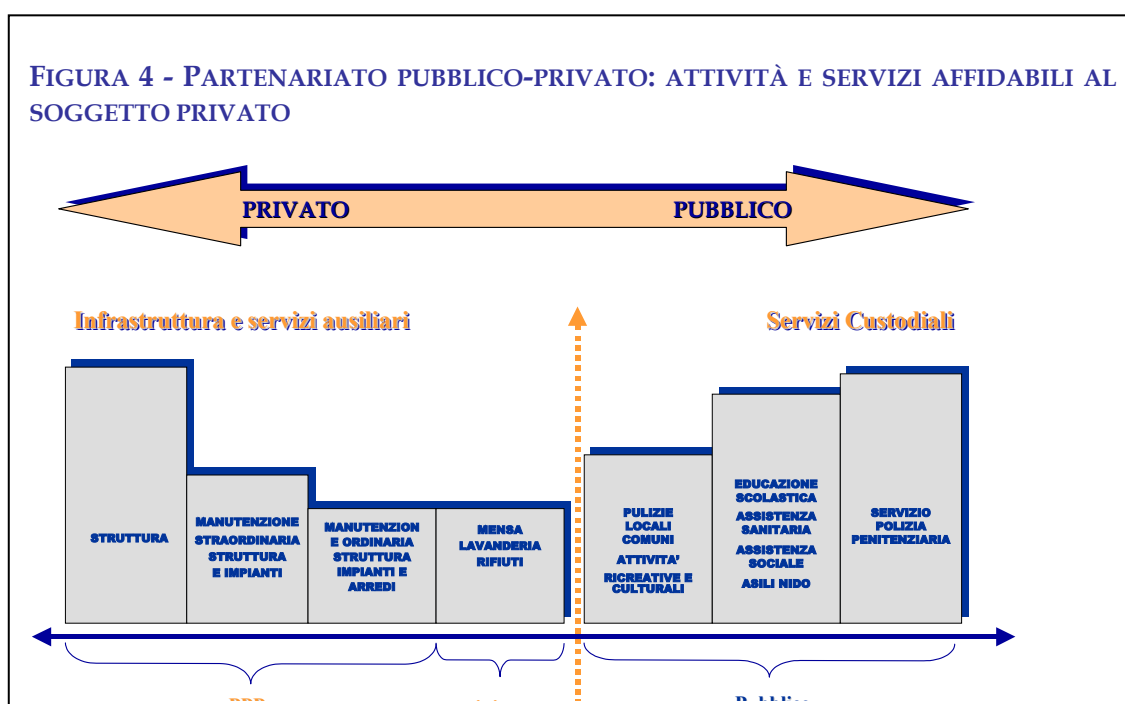 FIGURA 4 - PARTENARIATO PUBBLICO-PRIVATO: ATTIVITÀ E SERVIZI AFFIDABILI AL
SOGGETTO PRIVATO
PRIVATO
PUBBLICO
Infrastruttura e servizi ausiliari
Servizi Custodiali
STRUTTURA
MANUTENZIONE
STRAORDINARIA
STRUTTURA
E IMPIANTI
MANUTENZION
E ORDINARIA
STRUTTURA
IMPIANTI E
ARREDI
MENSA
LAVANDERIA
RIFIUTI
PULIZIE
LOCALI
COMUNI
ATTIVITA'
RICREATIVE E
CULTURALI
EDUCAZIONE
SCOLASTICA
ASSISTENZA
SANITARIA
ASSISTENZA
SOCIALE
ASILI NIDO
SERVIZIO
POLIZIA
PENITENZIARIA
PPP
Pubblico